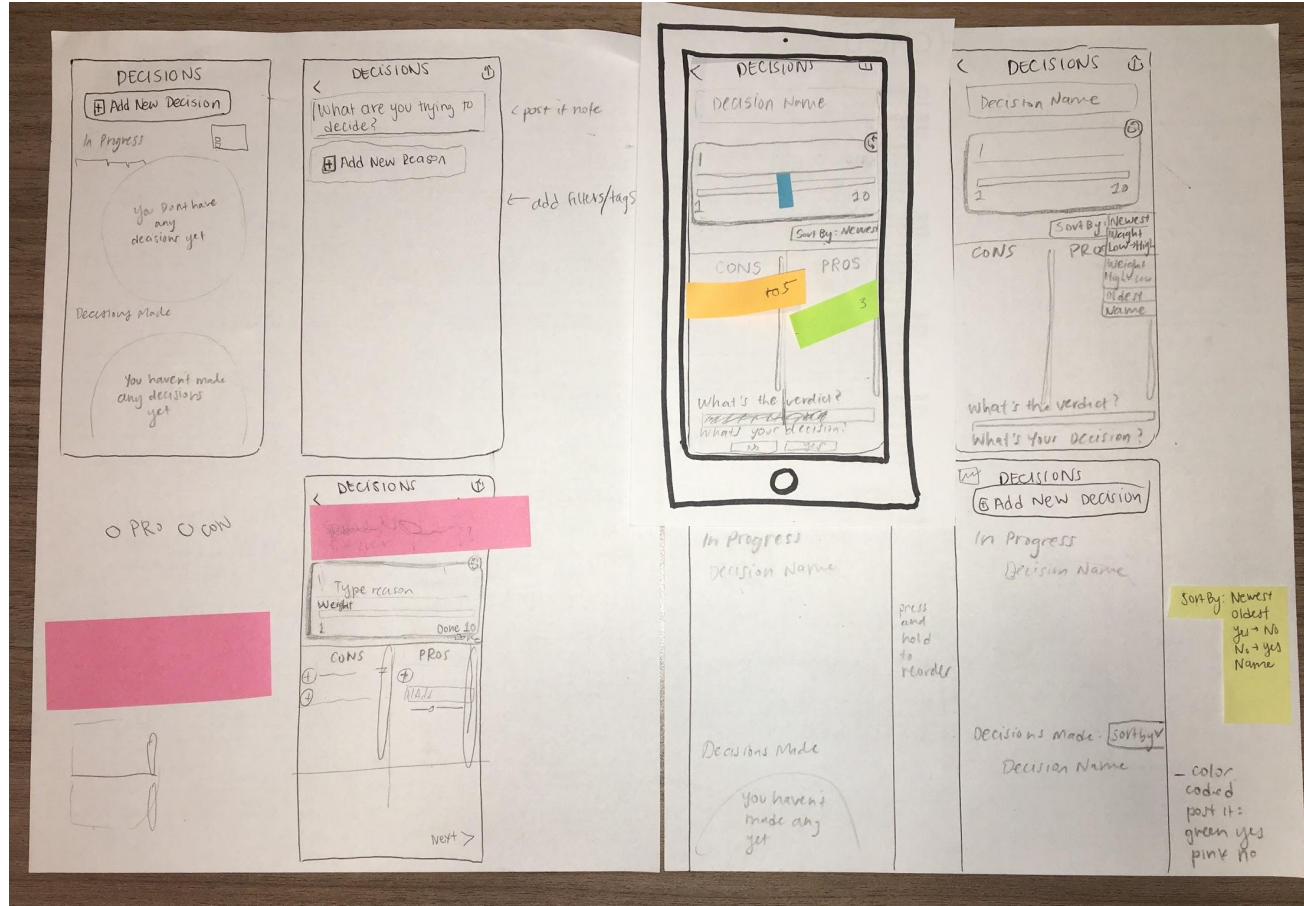 DECISIONS
Add New Decision
In Progress
You Dont have
any
decisions yet
Decisions Made
You haven't made
any decisions
yet
<
DECISIONS
What are you trying to
decide?
Add New Reason
< post it note
← add filters/tags
<
DECISIONS
Decision Name
1
1
10
Sort By: Newest
CONS
PROS
5
3
What's the verdict?
What's your decision?
No
Yes
<
DECISIONS
Decision Name
1
1
10
Sort By:
Newest
Weight
Low→High
Weight
High→Low
Oldest
Name
CONS
PROS
What's the verdict?
What's Your Decision?
O PRO O CON
<
DECISIONS
Type reason
Weight
1
Done 10
CONS
PROS
Next >
In Progress
Decision Name
Decisions Made
you haven't
made any
yet
press
and
hold
to
reorder
DECISIONS
Add New Decision
In Progress
Decision Name
Decisions Made:
Sort by
Decision Name
Sort By: Newest
Oldest
Yes → No
No → Yes
Name
- color
coded
post it:
green yes
pink no